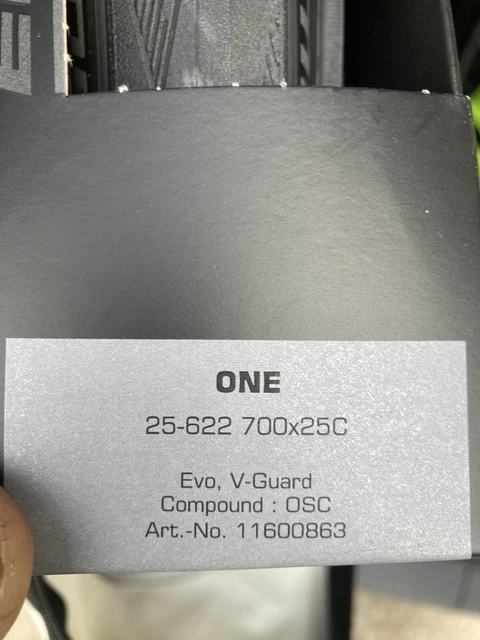 ONE
25-622 700x25C
Evo, V-Guard
Compound : OSC
Art.-No. 11600863